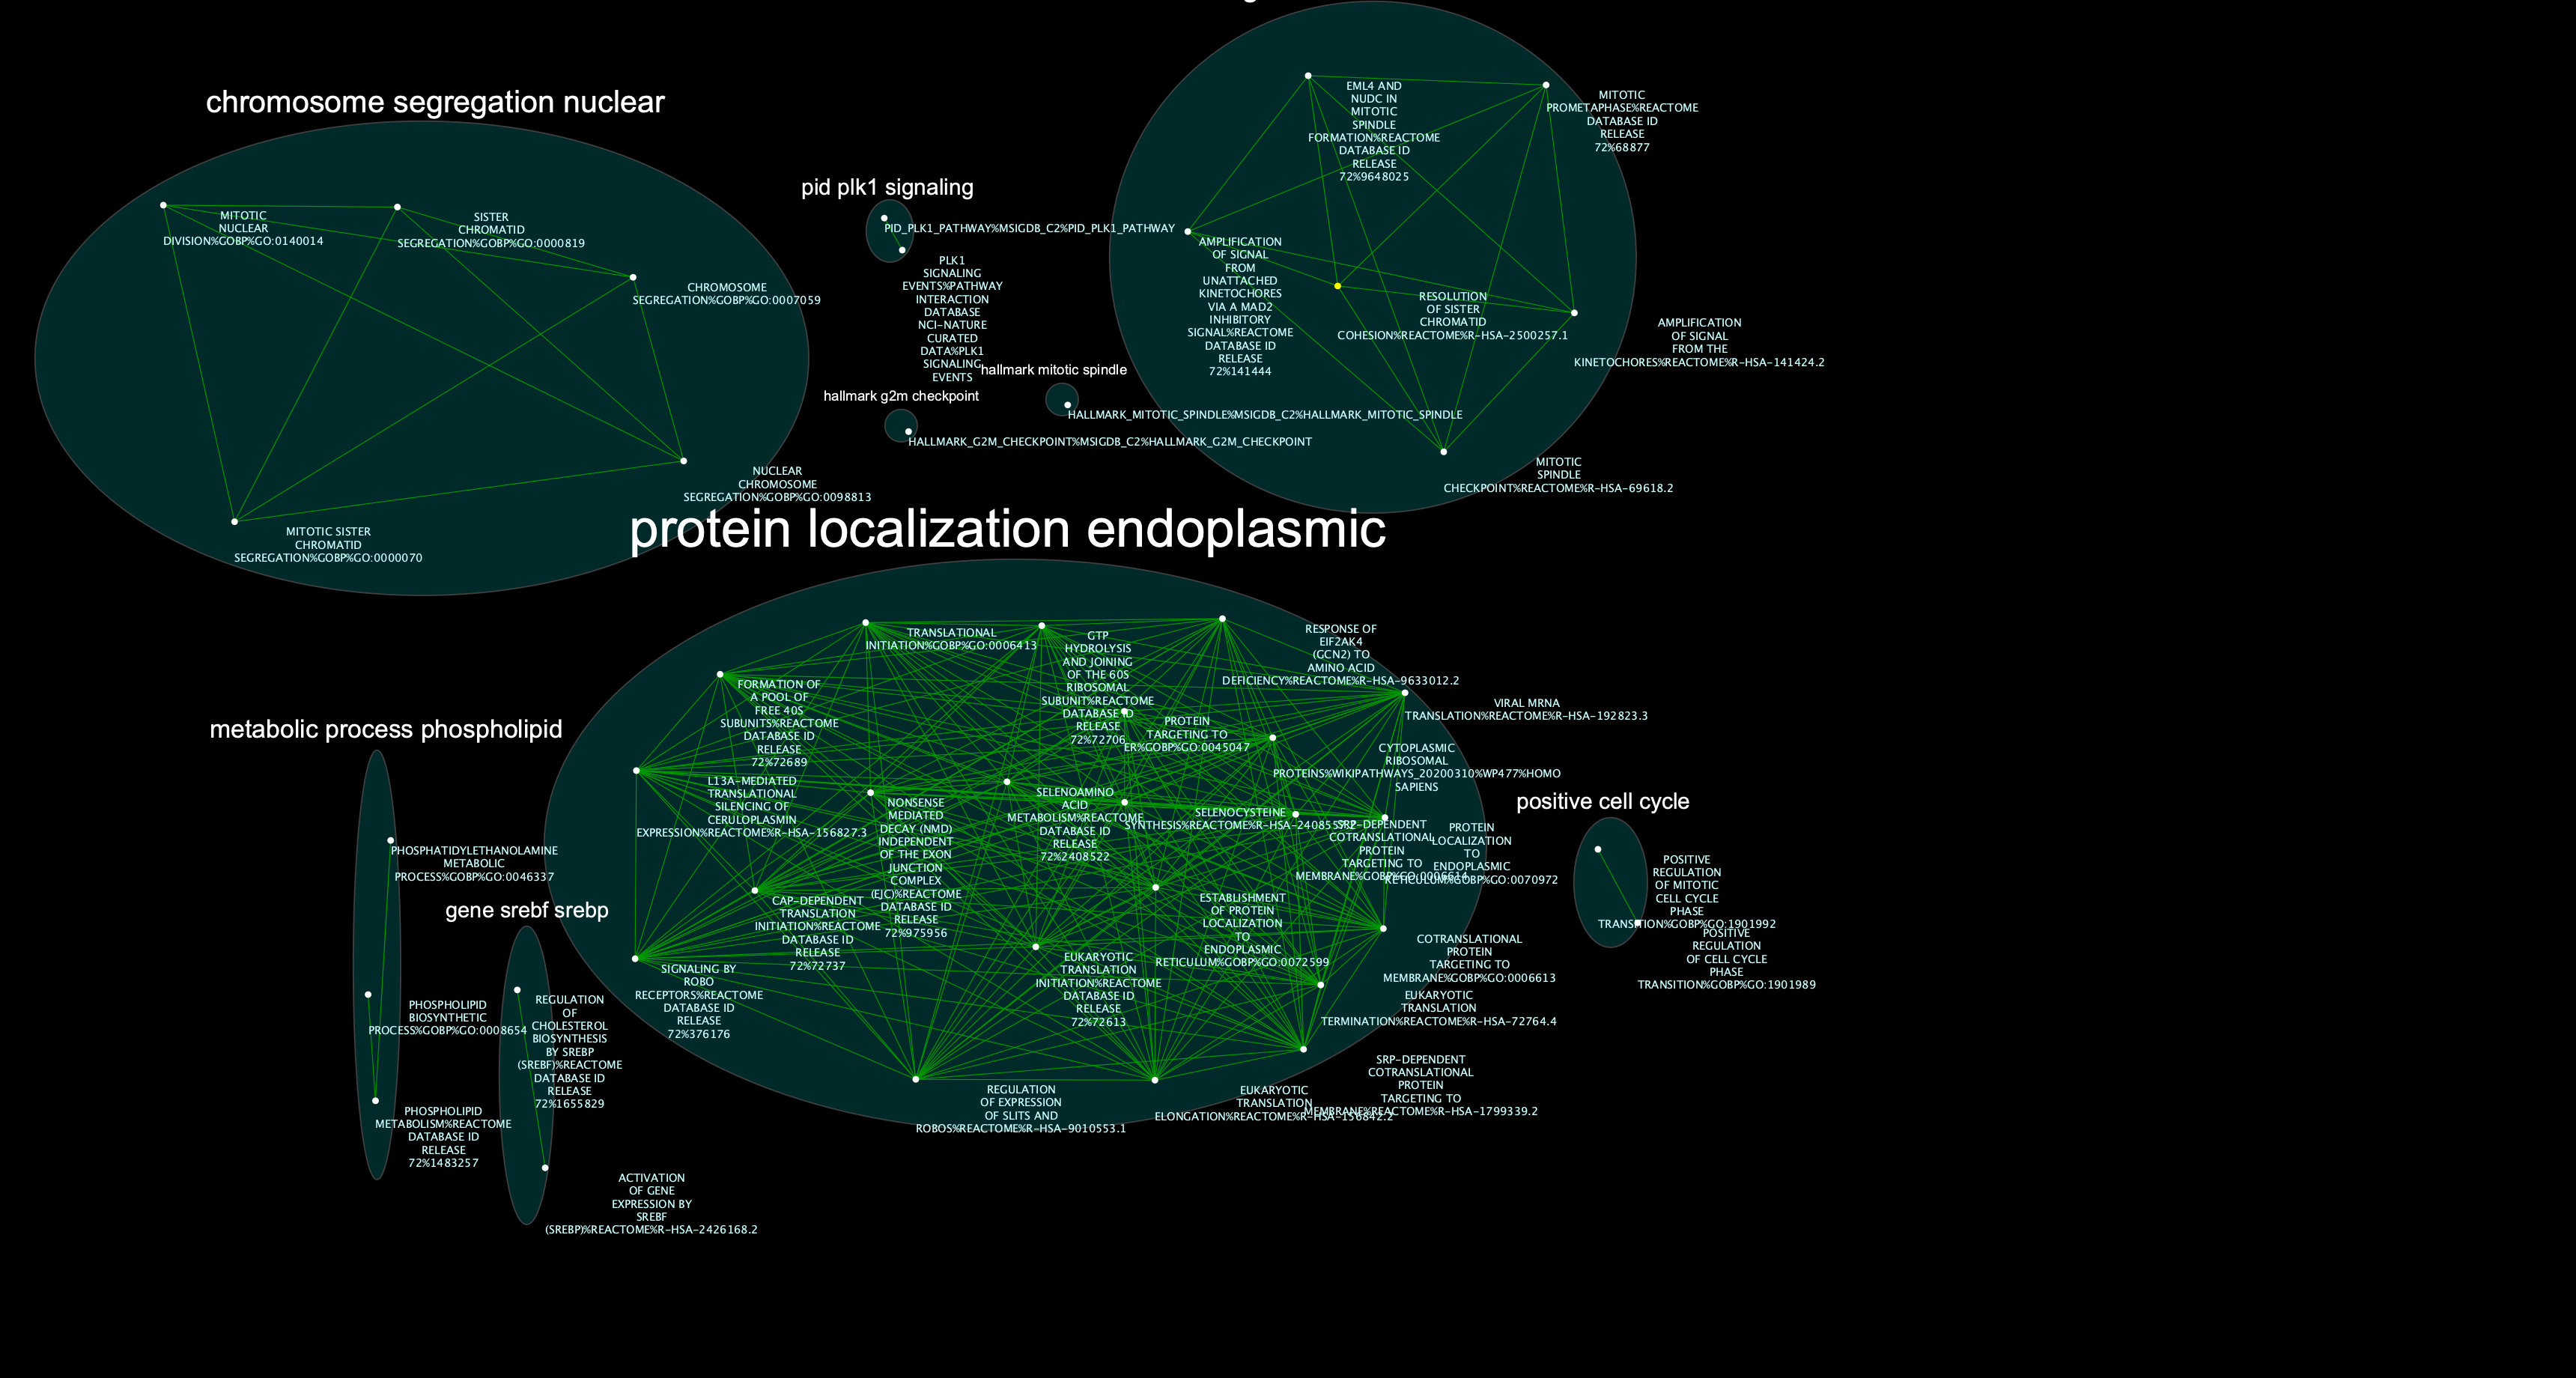 chromosome segregation nuclear
MITOTIC
NUCLEAR
DIVISION%GOBP%GO:0140014
SISTER
CHROMATID
SEGREGATION%GOBP%GO:0000819
CHROMOSOME
SEGREGATION%GOBP%GO:0007059
NUCLEAR
CHROMOSOME
SEGREGATION%GOBP%GO:0098813
MITOTIC SISTER
CHROMATID
SEGREGATION%GOBP%GO:0000070
pid plk1 signaling
PID_PLK1_PATHWAY%MSIGDB_C2%PID_PLK1_PATHWAY
PLK1
SIGNALING
EVENTS%PATHWAY
INTERACTION
DATABASE
NCI-NATURE
CURATED
DATA%PLK1
SIGNALING
EVENTS
hallmark mitotic spindle
HALLMARK_MITOTIC_SPINDLE%MSIGDB_C2%HALLMARK_MITOTIC_SPINDLE
hallmark g2m checkpoint
HALLMARK_G2M_CHECKPOINT%MSIGDB_C2%HALLMARK_G2M_CHECKPOINT
EML4 AND
NUDC IN
MITOTIC
SPINDLE
FORMATION%REACTOME
DATABASE ID
RELEASE
72%9648025
MITOTIC
PROMETAPHASE%REACTOME
DATABASE ID
RELEASE
72%68877
AMPLIFICATION
OF SIGNAL
FROM
UNATTACHED
KINETOCHORES
VIA A MAD2
INHIBITORY
SIGNAL%REACTOME
DATABASE ID
RELEASE
72%141444
RESOLUTION
OF SISTER
CHROMATID
COHESION%REACTOME%R-HSA-2500257.1
AMPLIFICATION
OF SIGNAL
FROM THE
KINETOCHORES%REACTOME%R-HSA-141424.2
MITOTIC
SPINDLE
CHECKPOINT%REACTOME%R-HSA-69618.2
protein localization endoplasmic
TRANSLATIONAL
INITIATION%GOBP%GO:0006413
GTP
HYDROLYSIS
AND JOINING
OF THE 60S
RIBOSOMAL
SUBUNIT%REACTOME
DATABASE ID
RELEASE
72%72706
RESPONSE OF
EIF2AK4
(GCN2) TO
AMINO ACID
DEFICIENCY%REACTOME%R-HSA-9633012.2
FORMATION OF
A POOL OF
FREE 40S
SUBUNITS%REACTOME
DATABASE ID
RELEASE
72%72689
VIRAL MRNA
TRANSLATION%REACTOME%R-HSA-192823.3
PROTEIN
TARGETING TO
ER%GOBP%GO:0045047
CYTOPLASMIC
RIBOSOMAL
PROTEINS%WIKIPATHWAYS_20200310%WP477%HOMO
SAPIENS
L13A-MEDIATED
TRANSLATIONAL
SILENCING OF
CERULOPLASMIN
EXPRESSION%REACTOME%R-HSA-156827.3
NONSENSE
MEDIATED
DECAY (NMD)
INDEPENDENT
OF THE EXON
JUNCTION
COMPLEX
(EJC)%REACTOME
DATABASE ID
RELEASE
72%975956
SELENOAMINO
ACID
METABOLISM%REACTOME
DATABASE ID
RELEASE
72%2408522
SELENOCYSTEINE
SRP-DEPENDENT
COTRANSLATIONAL
PROTEIN
TARGETING TO
MEMBRANE%GOBP%GO:0006614
PROTEIN
LOCALIZATION
TO
ENDOPLASMIC
RETICULUM%GOBP%GO:0070972
CAP-DEPENDENT
TRANSLATION
INITIATION%REACTOME
DATABASE ID
RELEASE
72%72737
ESTABLISHMENT
OF PROTEIN
LOCALIZATION
TO
ENDOPLASMIC
RETICULUM%GOBP%GO:0072599
COTRANSLATIONAL
PROTEIN
TARGETING TO
MEMBRANE%GOBP%GO:0006613
SIGNALING BY
ROBO
RECEPTORS%REACTOME
DATABASE ID
RELEASE
72%376176
EUKARYOTIC
TRANSLATION
INITIATION%REACTOME
DATABASE ID
RELEASE
72%72613
EUKARYOTIC
TRANSLATION
TERMINATION%REACTOME%R-HSA-72764.4
SRP-DEPENDENT
COTRANSLATIONAL
PROTEIN
TARGETING TO
MEMBRANE%REACTOME%R-HSA-1799339.2
REGULATION
OF EXPRESSION
OF SLITS AND
ROBOS%REACTOME%R-HSA-9010553.1
EUKARYOTIC
TRANSLATION
ELONGATION%REACTOME%R-HSA-156842.2
metabolic process phospholipid
PHOSPHATIDYLETHANOLAMINE
METABOLIC
PROCESS%GOBP%GO:0046337
PHOSPHOLIPID
BIOSYNTHETIC
PROCESS%GOBP%GO:0008654
PHOSPHOLIPID
METABOLISM%REACTOME
DATABASE ID
RELEASE
72%1483257
gene srebf srebp
REGULATION
OF
CHOLESTEROL
BIOSYNTHESIS
BY SREBP
(SREBF)%REACTOME
DATABASE ID
RELEASE
72%1655829
ACTIVATION
OF GENE
EXPRESSION BY
SREBF
(SREBP)%REACTOME%R-HSA-2426168.2
positive cell cycle
POSITIVE
REGULATION
OF MITOTIC
CELL CYCLE
PHASE
TRANSITION%GOBP%GO:1901992
POSITIVE
REGULATION
OF CELL CYCLE
PHASE
TRANSITION%GOBP%GO:1901989